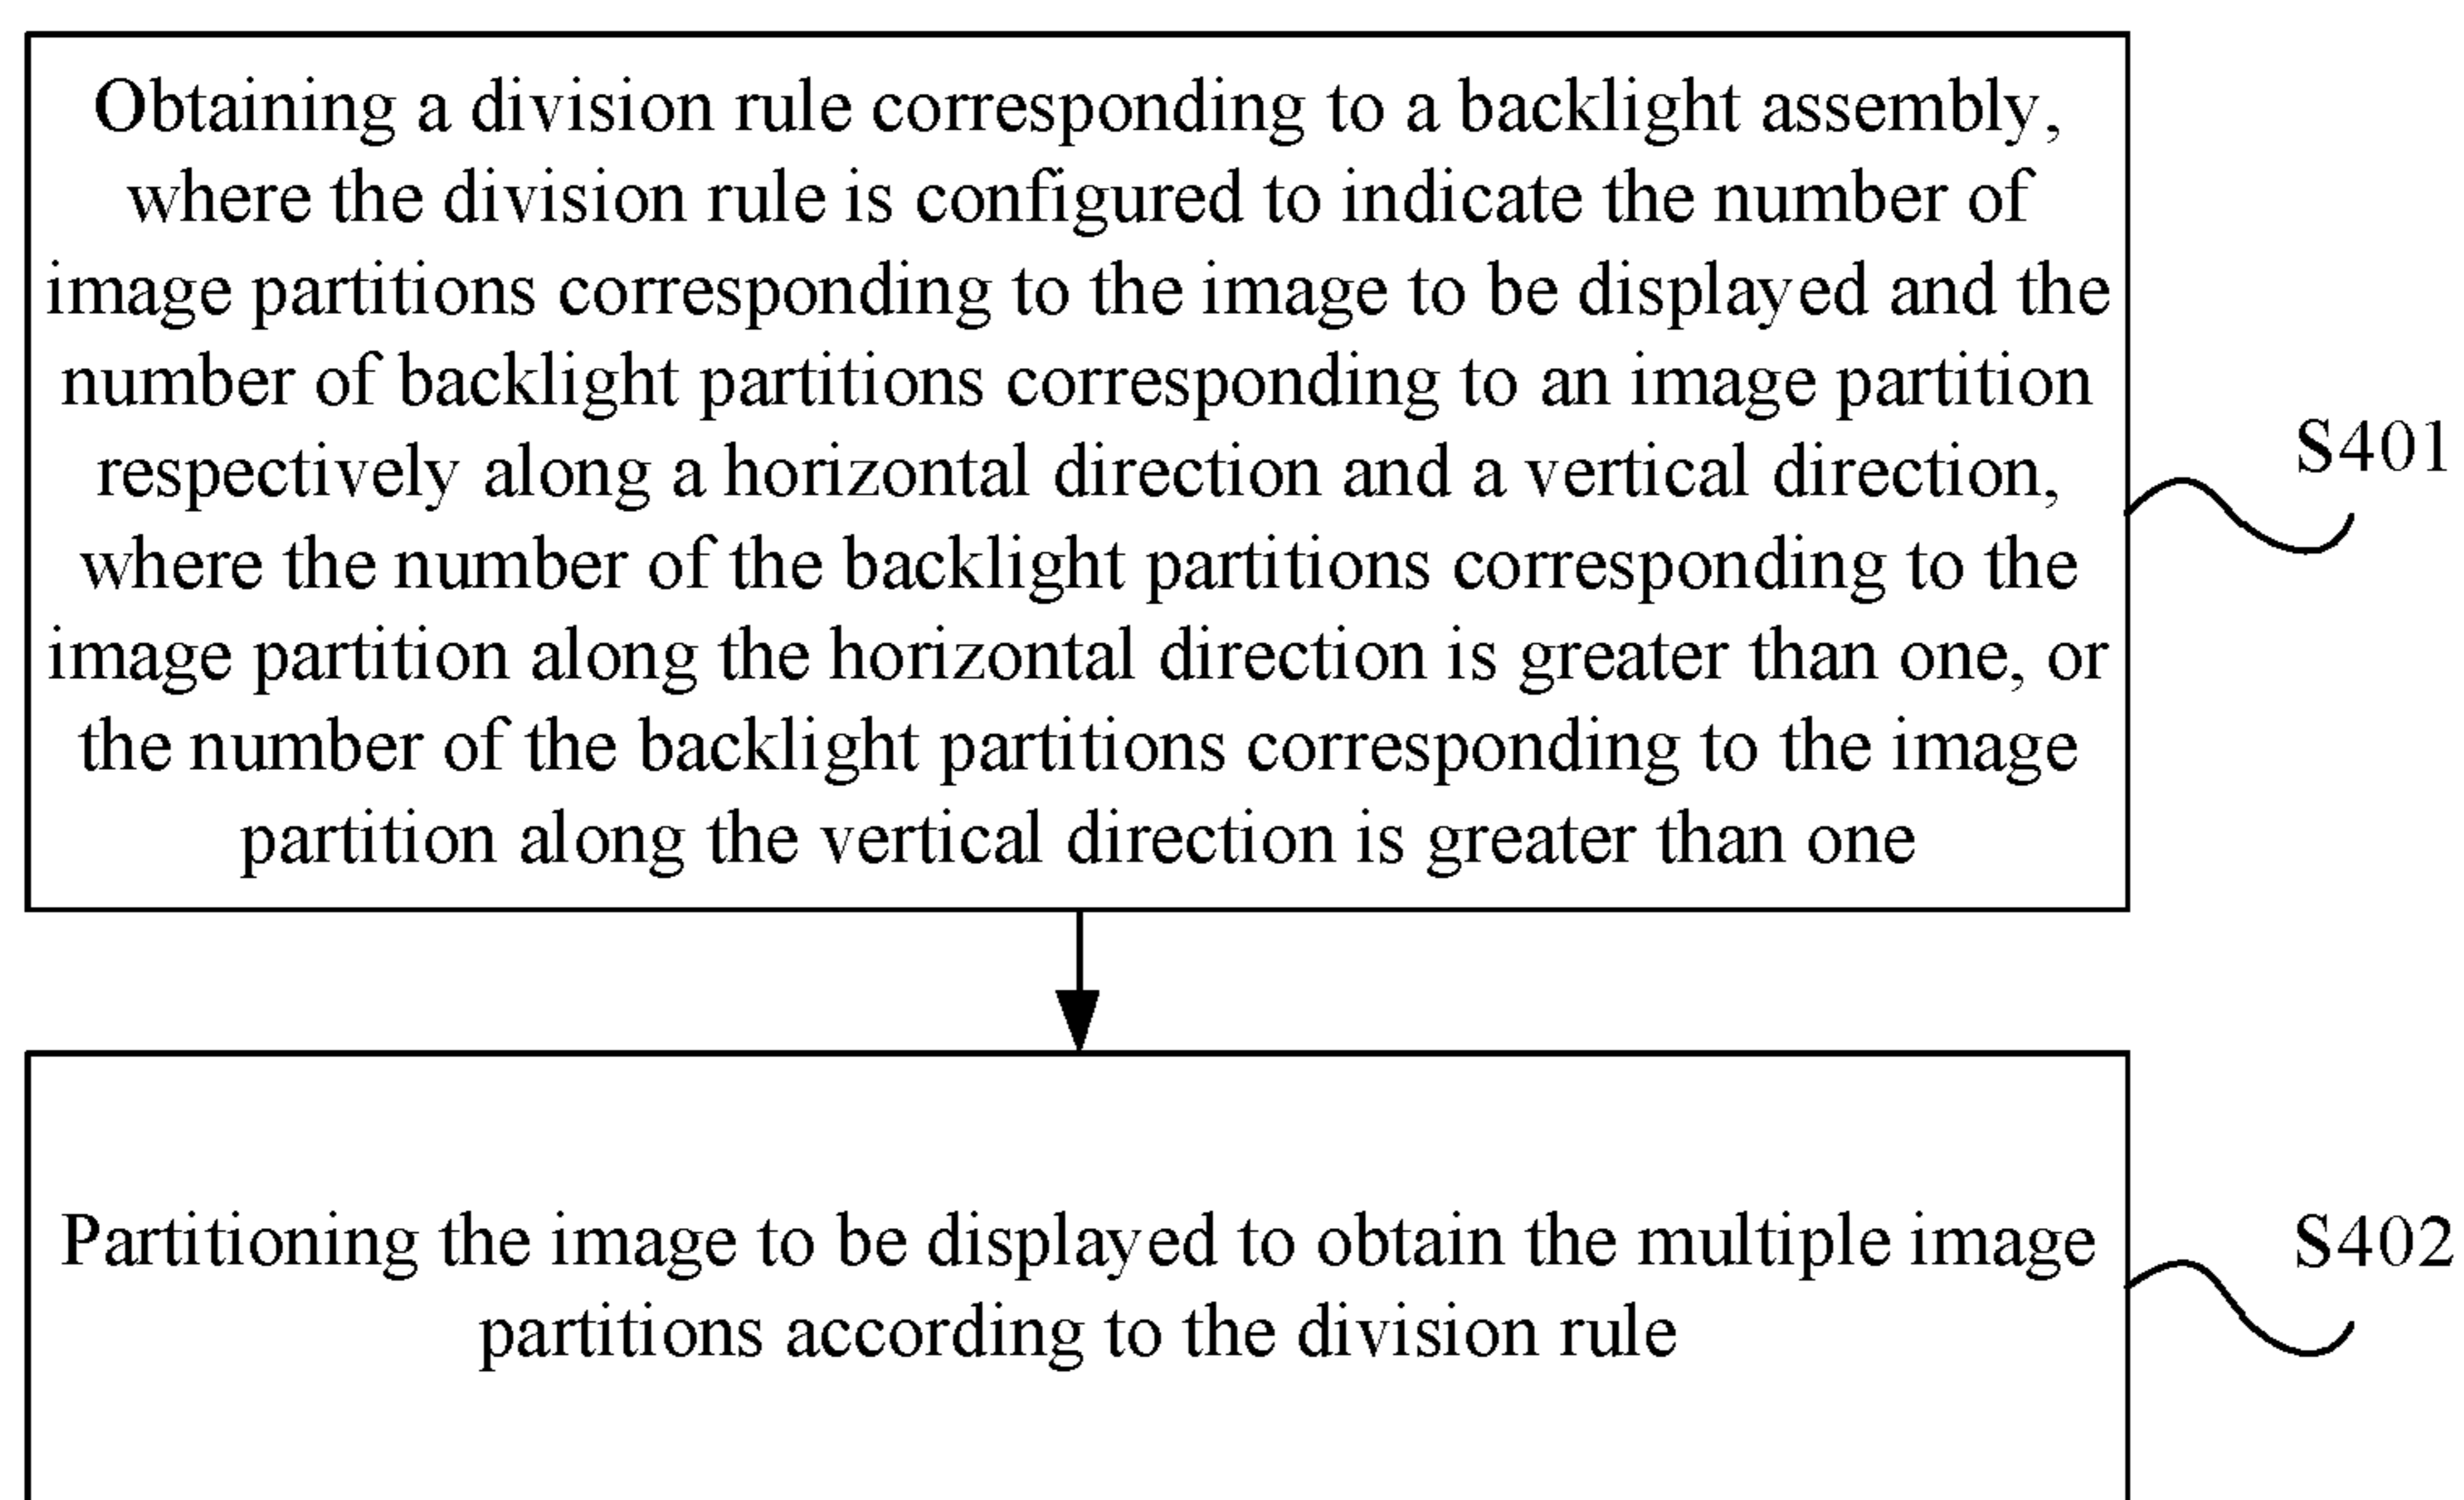 Obtaining a division rule corresponding to a backlight assembly,
where the division rule is configured to indicate the number of
image partitions corresponding to the image to be displayed and the
number of backlight partitions corresponding to an image partition
respectively along a horizontal direction and a vertical direction,
where the number of the backlight partitions corresponding to the
image partition along the horizontal direction is greater than one, or
the number of the backlight partitions corresponding to the image
partition along the vertical direction is greater than one
S401
Partitioning the image to be displayed to obtain the multiple image
partitions according to the division rule
S402